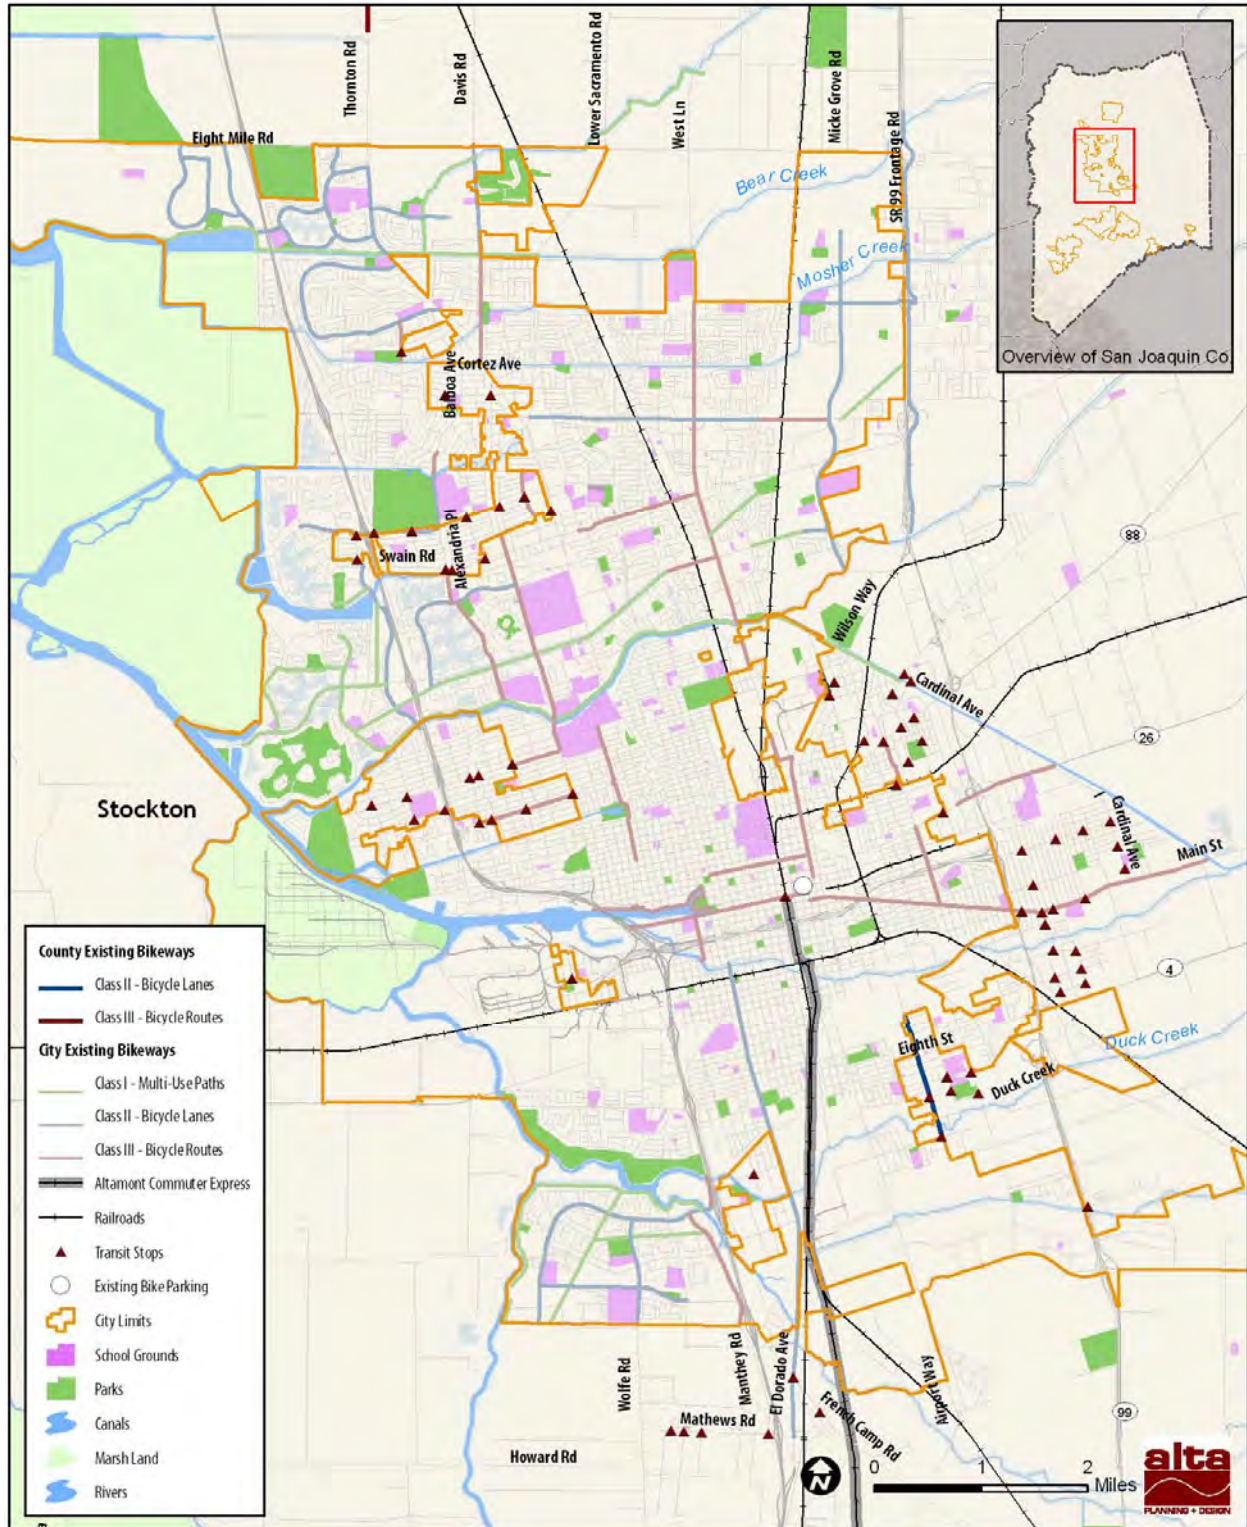 Thornton Rd
Davis Rd
Lower Sacramento Rd
West Ln
Micke Grove Rd
SR 99 Frontage Rd
Eight Mile Rd
Bear Creek
Mosher Creek
Overview of San Joaquin Co.
Balboa Ave
Cortez Ave
Alexandria Pl
Swain Rd
88
Wilson Way
Cardinal Ave
26
Stockton
Cardinal Ave
Main St
4
Eighth St
Duck Creek
Duck Creek
County Existing Bikeways
Class II - Bicycle Lanes
Class III - Bicycle Routes
City Existing Bikeways
Class I - Multi-Use Paths
Class II - Bicycle Lanes
Class III - Bicycle Routes
Altamont Commuter Express
Railroads
Transit Stops
Existing Bike Parking
City Limits
School Grounds
Parks
Canals
Marsh Land
Rivers
Wolfe Rd
Manthey Rd
El Dorado Ave
Airport Way
French Camp Rd
Mathews Rd
Howard Rd
99
N
0 1 2 Miles
alta
PLANNING + DESIGN